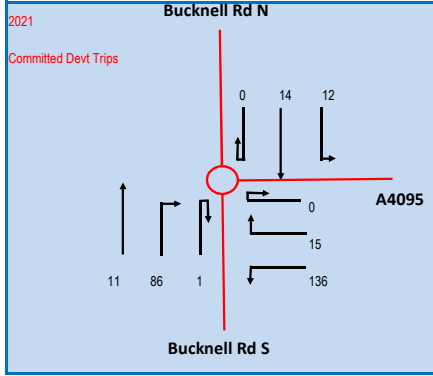 Bucknell Rd N
2021
Committed Devt Trips
0 14 12
A4095
0
15
11 86 1 136
Bucknell Rd S